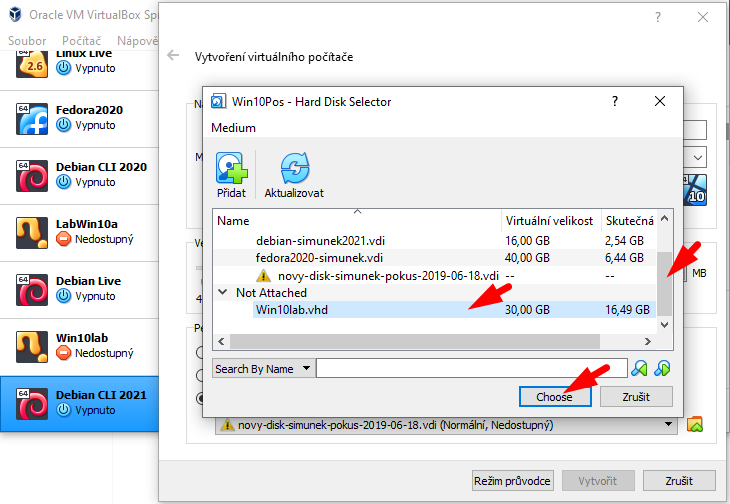 Oracle VM VirtualBox Sp
Soubor Počítač Nápově
Linux Live
Vypnuto
64
Fedora2020
Vypnuto
64
Debian CLI 2020
Vypnuto
LabWin10a
Nedostupný
64
Debian Live
Vypnuto
Win10lab
Nedostupný
64
Debian CLI 2021
Vypnuto
Vytvoření virtuálního počítače
Win10Pos - Hard Disk Selector
Medium
Přidat
Aktualizovat
Name Virtuální velikost Skutečná
debian-simunek2021.vdi 16,00 GB 2,54 GB
fedora2020-simunek.vdi 40,00 GB 6,44 GB
novy-disk-simunek-pokus-2019-06-18.vdi -- --
Not Attached
Win10lab.vhd 30,00 GB 16,49 GB
Search By Name
Choose Zrušit
10
MB
novy-disk-simunek-pokus-2019-06-18.vdi (Normální, Nedostupný)
Režim průvodce Vytvořit Zrušit